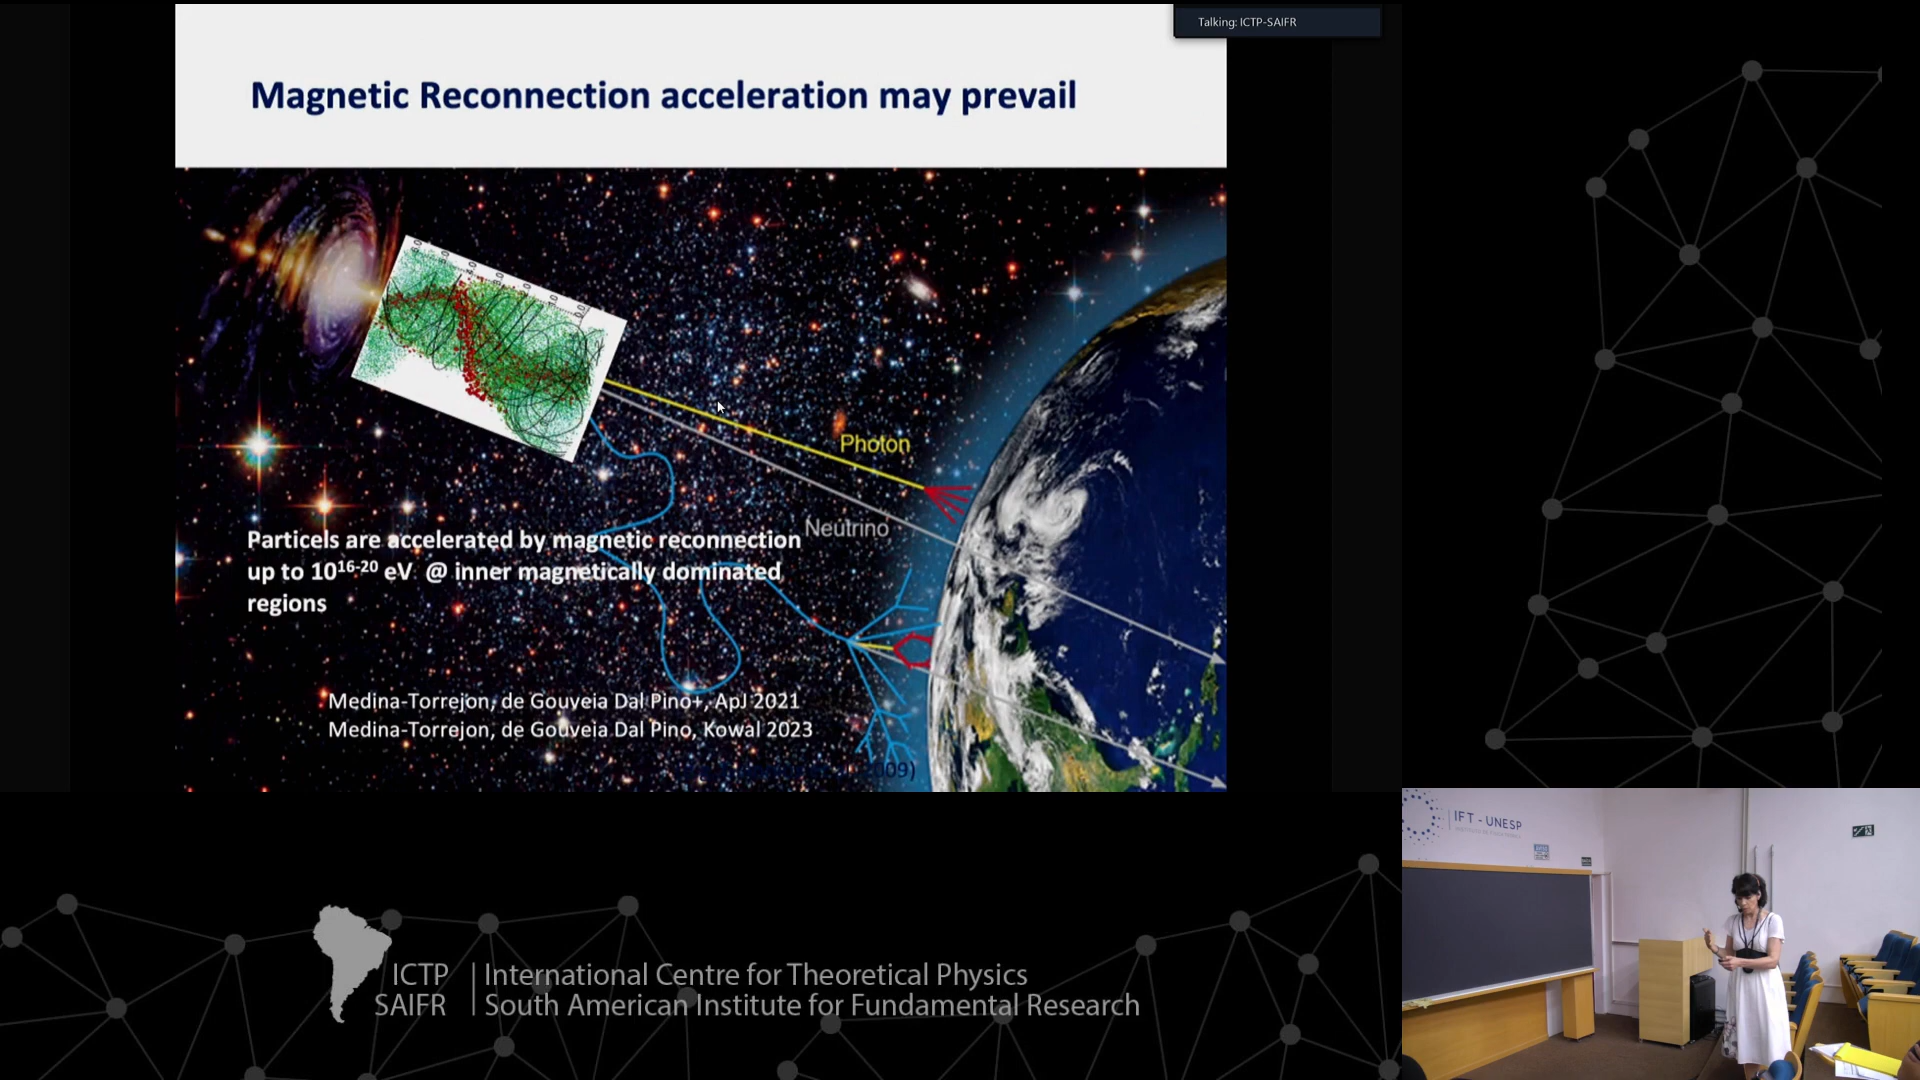 Talking: ICTP-SAIFR
Magnetic Reconnection acceleration may prevail
Photon
Neutrino
Particels are accelerated by magnetic reconnection
up to 10¹⁶⁻²⁰ eV @ inner magnetically dominated
regions
Medina-Torrejon, de Gouveia Dal Pino+, ApJ 2021
Medina-Torrejon, de Gouveia Dal Pino, Kowal 2023
009)
IFT - UNESP
ICTP
SAIFR
International Centre for Theoretical Physics
South American Institute for Fundamental Research